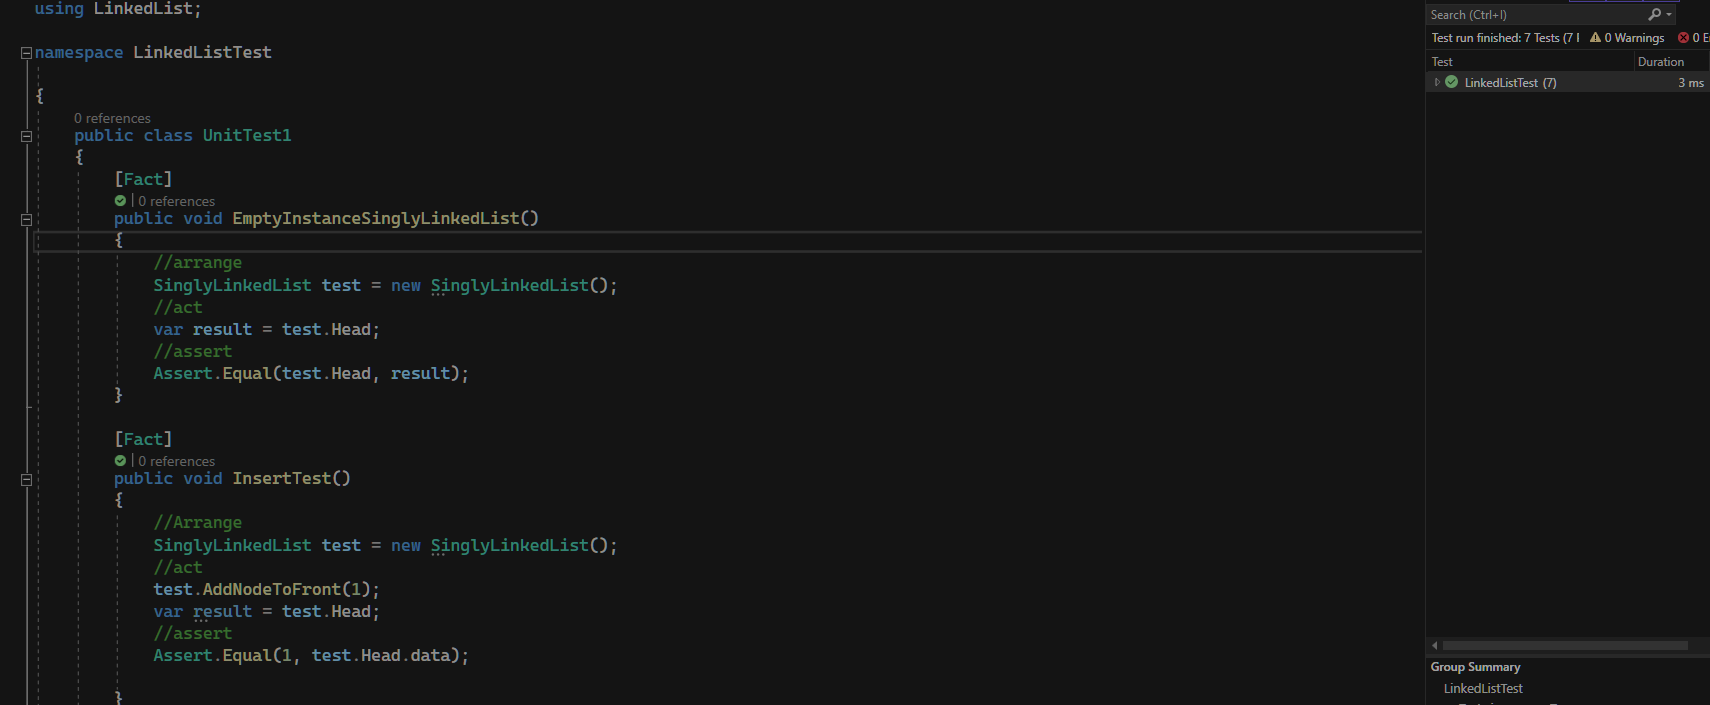 using LinkedList;
namespace LinkedListTest
{
0 references
public class UnitTest1
{
[Fact]
0 references
public void EmptyInstanceSinglyLinkedList()
{
//arrange
SinglyLinkedList test = new SinglyLinkedList();
//act
var result = test.Head;
//assert
Assert.Equal(test.Head, result);
}
[Fact]
0 references
public void InsertTest()
{
//Arrange
SinglyLinkedList test = new SinglyLinkedList();
//act
test.AddNodeToFront(1);
var result = test.Head;
//assert
Assert.Equal(1, test.Head.data);
}
Search (Ctrl+I)
Test run finished: 7 Tests (7 0 Warnings 0
Test Duration
LinkedListTest (7) 3 ms
Group Summary
LinkedListTest